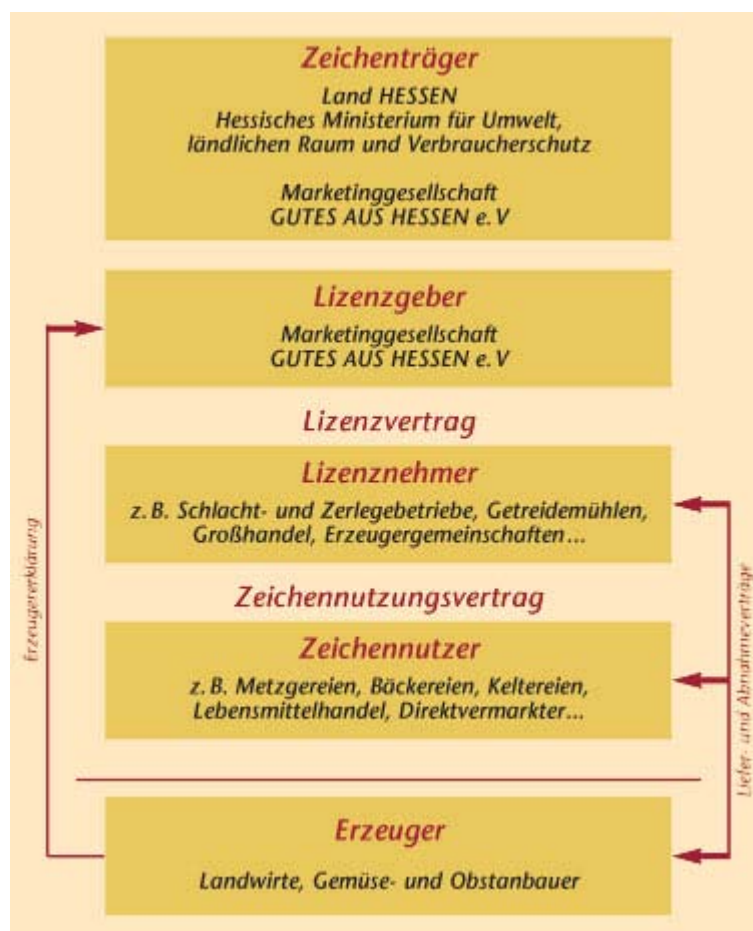 Zeichenträger
Land HESSEN
Hessisches Ministerium für Umwelt,
ländlichen Raum und Verbraucherschutz
Marketinggesellschaft
GUTES AUS HESSEN e. V
Lizenzgeber
Marketinggesellschaft
GUTES AUS HESSEN e. V
Lizenzvertrag
Lizenznehmer
z. B. Schlacht- und Zerlegebetriebe, Getreidemühlen,
Großhandel, Erzeugergemeinschaften...
Zeichennutzungsvertrag
Zeichennutzer
z. B. Metzgereien, Bäckereien, Keltereien,
Lebensmittelhandel, Direktvermarkter...
Erzeuger
Landwirte, Gemüse- und Obstanbauer
Erzeugererklärung
Liefer- und Abnahmeverträge